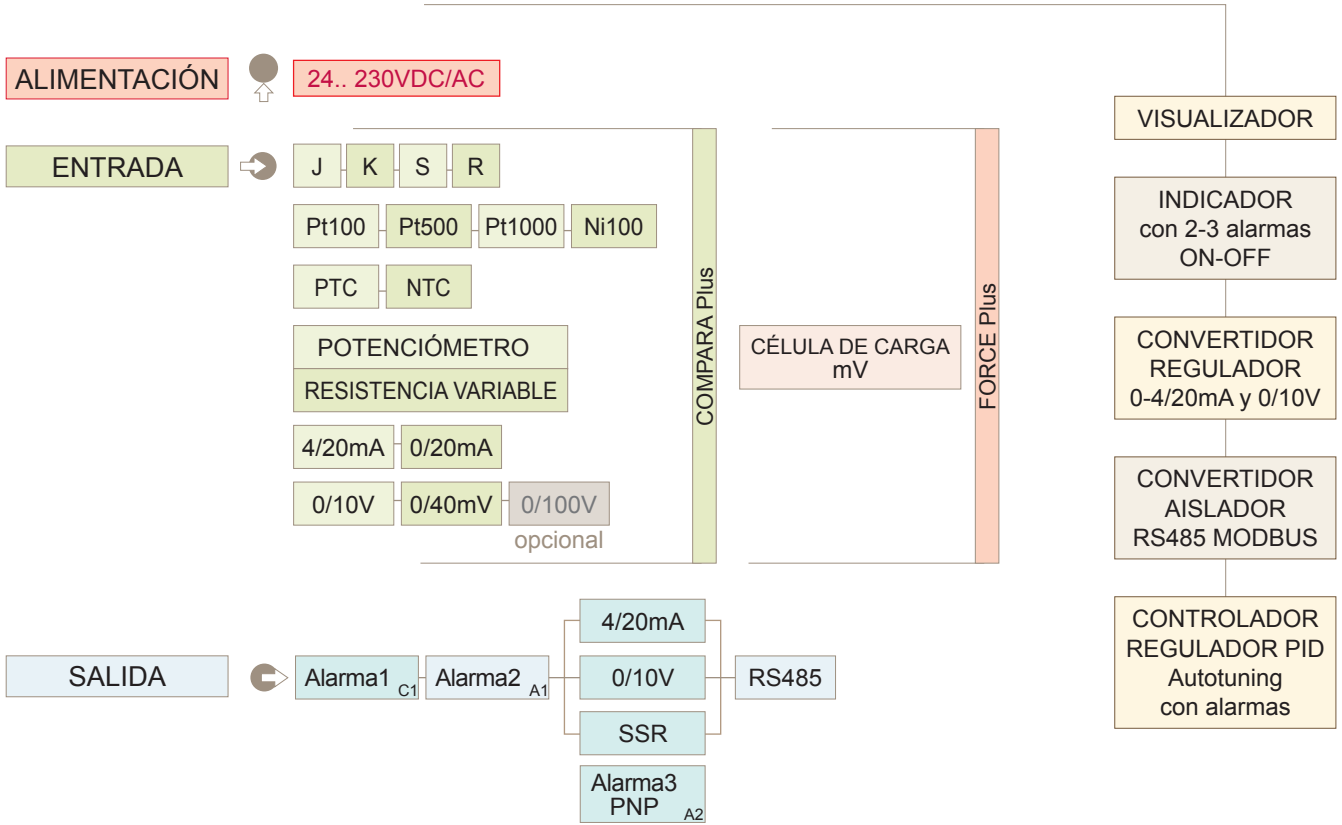 ALIMENTACIÓN
24.. 230VDC/AC
ENTRADA
J K S R
Pt100 Pt500 Pt1000 Ni100
PTC NTC
POTENCIÓMETRO
RESISTENCIA VARIABLE
4/20mA 0/20mA
0/10V 0/40mV 0/100V
opcional
COMPARA Plus
CÉLULA DE CARGA
mV
FORCE Plus
SALIDA
Alarma1 C1
Alarma2 A1
4/20mA
0/10V
SSR
Alarma3
PNP A2
RS485
VISUALIZADOR
INDICADOR
con 2-3 alarmas
ON-OFF
CONVERTIDOR
REGULADOR
0-4/20mA y 0/10V
CONVERTIDOR
AISLADOR
RS485 MODBUS
CONTROLADOR
REGULADOR PID
Autotuning
con alarmas